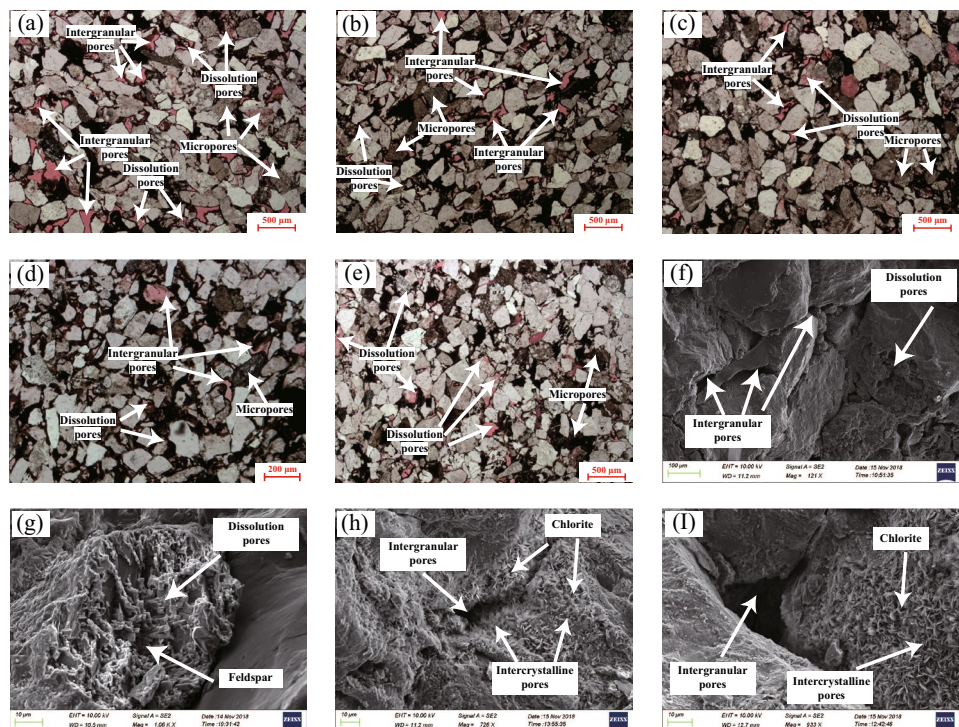 (a)
Intergranular
pores
Dissolution
pores
Intergranular
pores
Micropores
Dissolution
pores
500 μm
(b)
Intergranular
pores
Micropores
Intergranular
pores
Dissolution
pores
500 μm
(c)
Intergranular
pores
Dissolution
pores
Micropores
500 μm
(d)
Intergranular
pores
Micropores
Dissolution
pores
200 μm
(e)
Dissolution
pores
Micropores
Dissolution
pores
500 μm
(f)
Dissolution
pores
Intergranular
pores
100 μm
EHT = 10.00 kV Signal A = SE2 Date :15 Nov 2018
WD = 11.2 mm Mag = 121 X Time :10:51:35
ZEISS
(g)
Dissolution
pores
Feldspar
10 μm
EHT = 10.00 kV Signal A = SE2 Date :14 Nov 2018
WD = 10.5 mm Mag = 1.06 K X Time :10:31:42
ZEISS
(h)
Chlorite
Intergranular
pores
Intercrystalline
pores
10 μm
EHT = 10.00 kV Signal A = SE2 Date :15 Nov 2018
WD = 11.2 mm Mag = 726 X Time :13:55:35
ZEISS
(I)
Chlorite
Intergranular
pores
Intercrystalline
pores
10 μm
EHT = 10.00 kV Signal A = SE2 Date :15 Nov 2018
WD = 12.7 mm Mag = 933 X Time :12:42:46
ZEISS